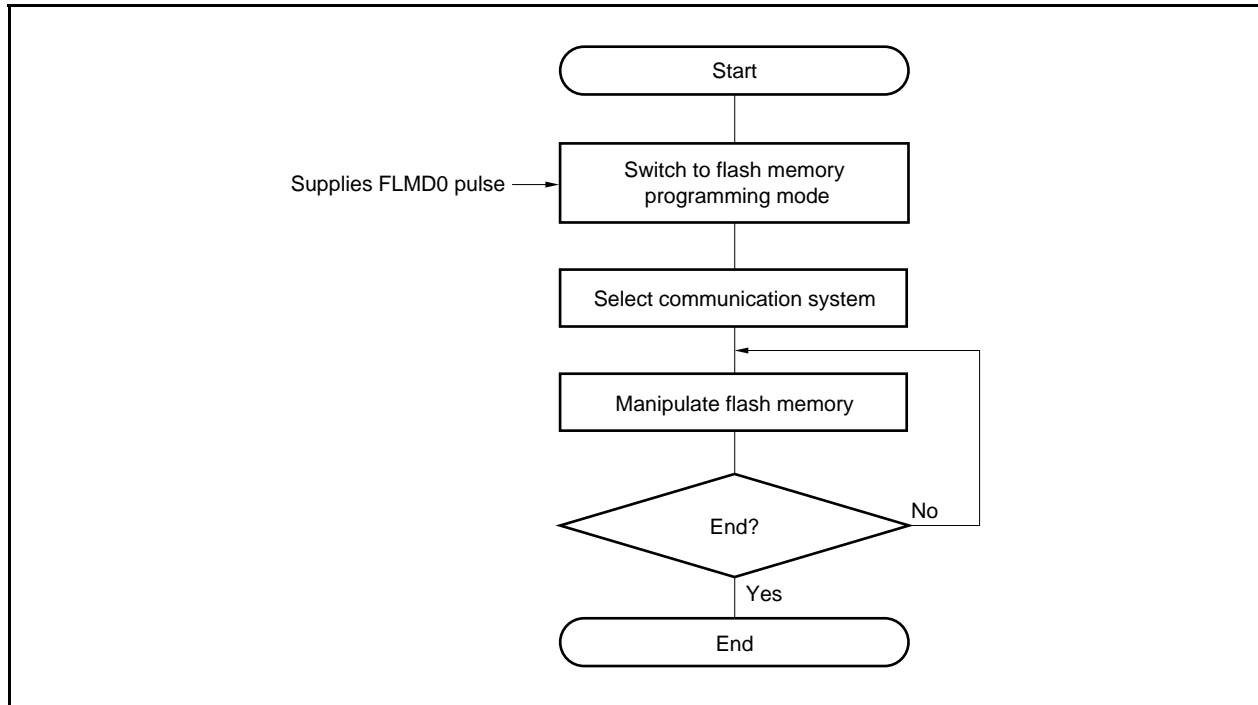 Start
Supplies FLMD0 pulse
Switch to flash memory
programming mode
Select communication system
Manipulate flash memory
End?
No
Yes
End